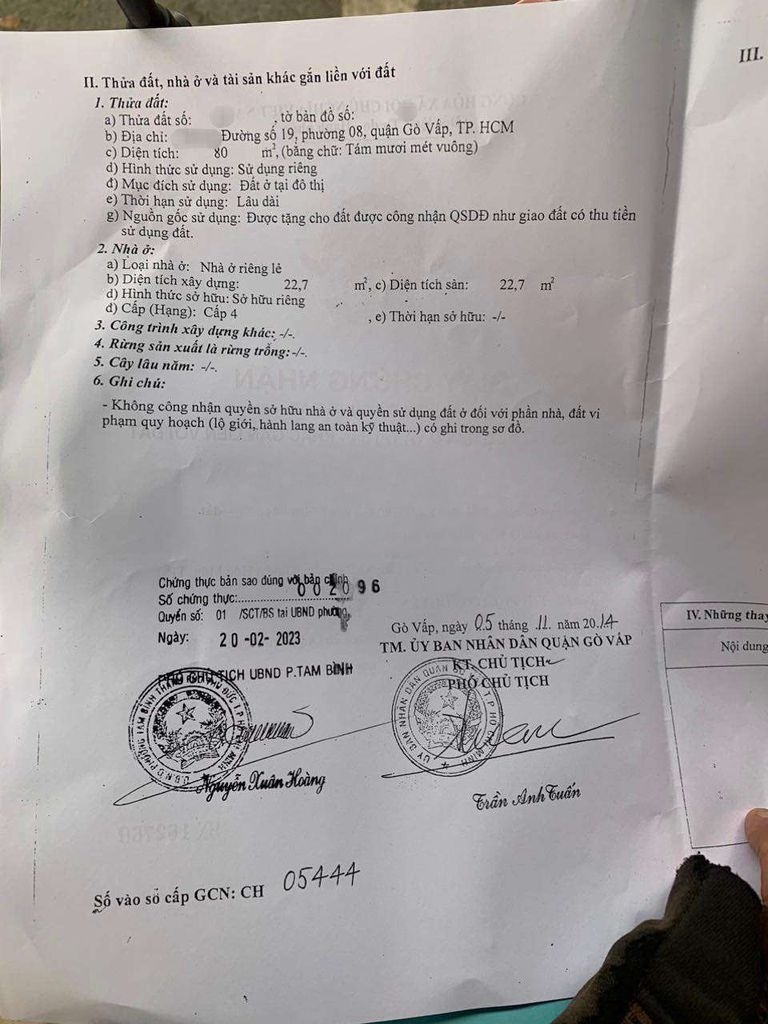 II. Thửa đất, nhà ở và tài sản khác gắn liền với đất
1. Thửa đất:
a) Thửa đất số: , tờ bản đồ số:
b) Địa chỉ: Đường số 19, phường 08, quận Gò Vấp, TP. HCM
c) Diện tích: 80 m², (bằng chữ: Tám mươi mét vuông)
d) Hình thức sử dụng: Sử dụng riêng
đ) Mục đích sử dụng: Đất ở tại đô thị
e) Thời hạn sử dụng: Lâu dài
g) Nguồn gốc sử dụng: Được tặng cho đất được công nhận QSDĐ như giao đất có thu tiền
sử dụng đất.
2. Nhà ở:
a) Loại nhà ở: Nhà ở riêng lẻ
b) Diện tích xây dựng: 22,7 m², c) Diện tích sàn: 22,7 m²
d) Hình thức sở hữu: Sở hữu riêng
đ) Cấp (Hạng): Cấp 4 , e) Thời hạn sở hữu: -/-
3. Công trình xây dựng khác: -/-.
4. Rừng sản xuất là rừng trồng: -/-.
5. Cây lâu năm: -/-.
6. Ghi chú:
- Không công nhận quyền sở hữu nhà ở và quyền sử dụng đất ở đối với phần nhà, đất vi
phạm quy hoạch (lộ giới, hành lang an toàn kỹ thuật...) có ghi trong sơ đồ.
Chứng thực bản sao đúng với bản chính
Số chứng thực: 002096
Quyển số: 01 /SCT/BS tại UBND phường
Ngày: 20-02-2023
PHÓ CHỦ TỊCH UBND P.TAM BÌNH
Nguyễn Xuân Hoàng
Gò Vấp, ngày 05 tháng 11 năm 2014
TM. ỦY BAN NHÂN DÂN QUẬN GÒ VẤP
KT. CHỦ TỊCH
PHÓ CHỦ TỊCH
Trần Anh Tuấn
Số vào sổ cấp GCN: CH 05444
III.
IV. Những thay
Nội dung